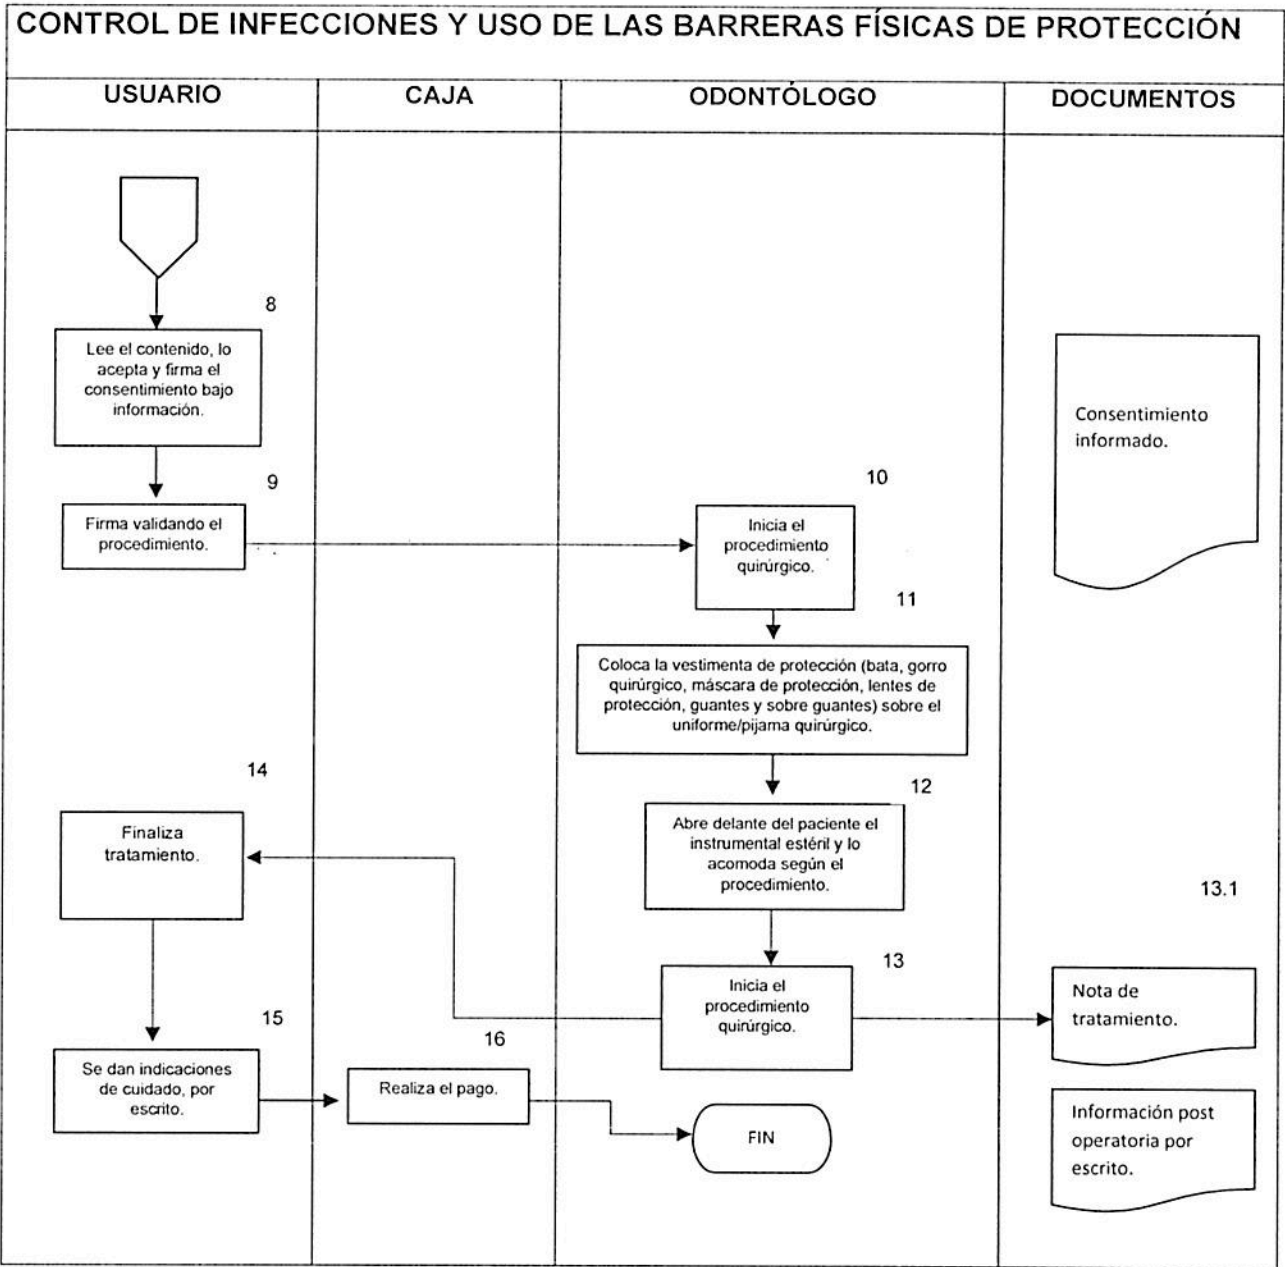 CONTROL DE INFECCIONES Y USO DE LAS BARRERAS FÍSICAS DE PROTECCIÓN
USUARIO
CAJA
ODONTÓLOGO
DOCUMENTOS
8
Lee el contenido, lo
acepta y firma el
consentimiento bajo
información.
Consentimiento
informado.
9
Firma validando el
procedimiento.
10
Inicia el
procedimiento
quirúrgico.
11
Coloca la vestimenta de protección (bata, gorro
quirúrgico, máscara de protección, lentes de
protección, guantes y sobre guantes) sobre el
uniforme/pijama quirúrgico.
12
Abre delante del paciente el
instrumental estéril y lo
acomoda según el
procedimiento.
13
Inicia el
procedimiento
quirúrgico.
13.1
Nota de
tratamiento.
14
Finaliza
tratamiento.
15
Se dan indicaciones
de cuidado, por
escrito.
16
Realiza el pago.
FIN
Información post
operatoria por
escrito.